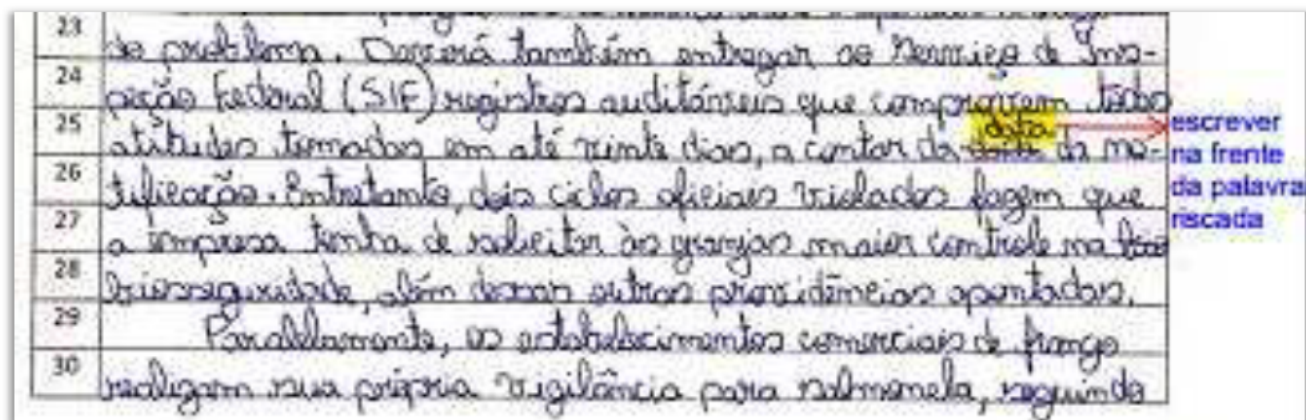 23 do problema. Deverá também entregar ao Serviço de Ins-
24 peção Federal (SIF) registros auditáveis que comprovem todas
data
25 atitudes tomadas em até vinte dias, a contar da da no-
26 tificação. Entretanto, dois ciclos oficiais violados fazem que
27 a empresa tenha de solicitar às granjas maior controle na
28 biosseguridade, além dessas outras providências apontadas.
29 Paralelamente, os estabelecimentos comerciais de frango
30 realizam sua própria vigilância para salmonela, seguindo
escrever
na frente
da palavra
riscada